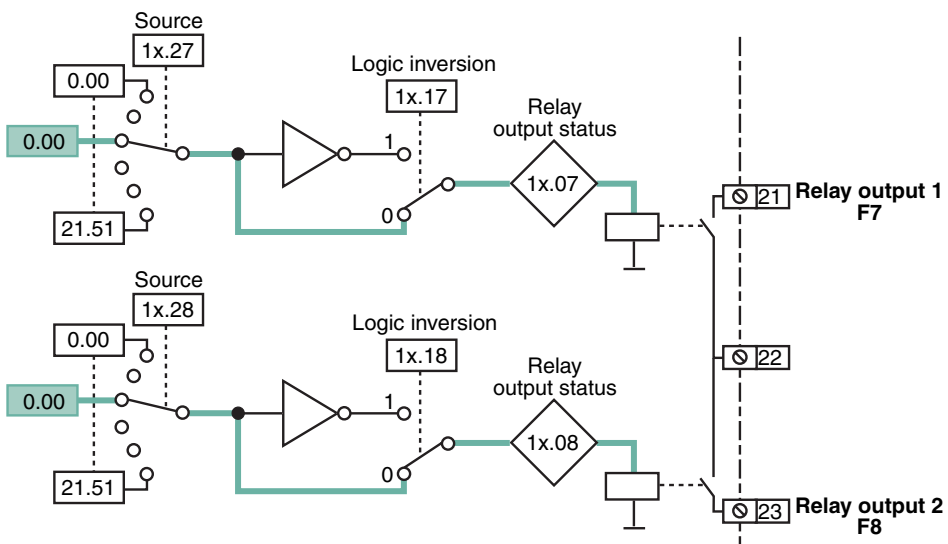 Source
1x.27
0.00
0.00
21.51
Logic inversion
1x.17
1
0
Relay
output status
1x.07
21
Relay output 1
F7
Source
1x.28
0.00
0.00
21.51
Logic inversion
1x.18
1
0
Relay
output status
1x.08
22
23
Relay output 2
F8